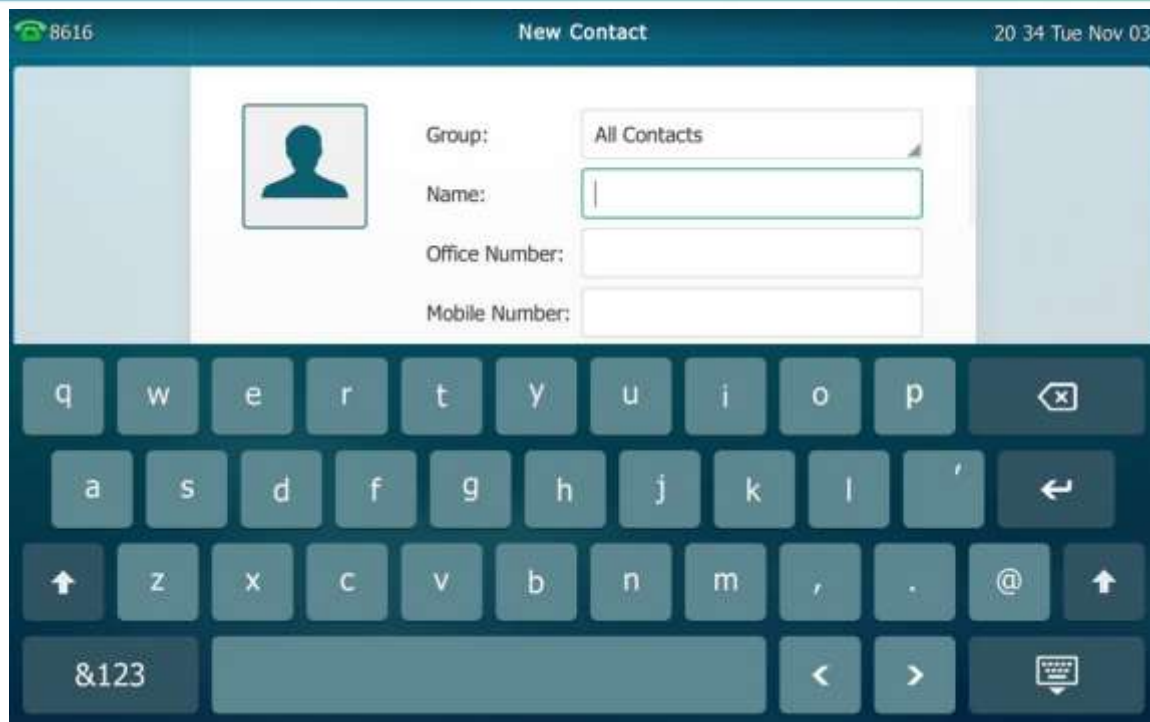 8616 New Contact 20 34 Tue Nov 03
Group: All Contacts
Name:
Office Number:
Mobile Number:
q w e r t y u i o p
a s d f g h j k l '
z x c v b n m , . @
&123 < >